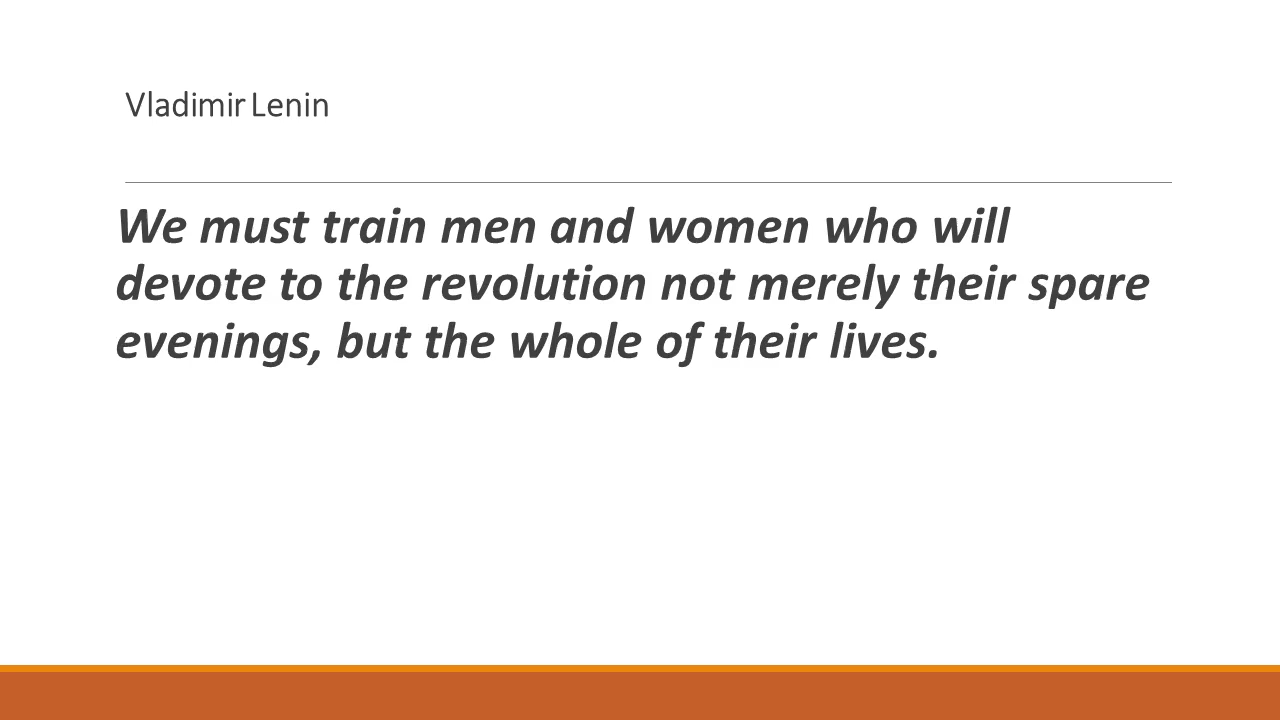 Vladimir Lenin
We must train men and women who will
devote to the revolution not merely their spare
evenings, but the whole of their lives.